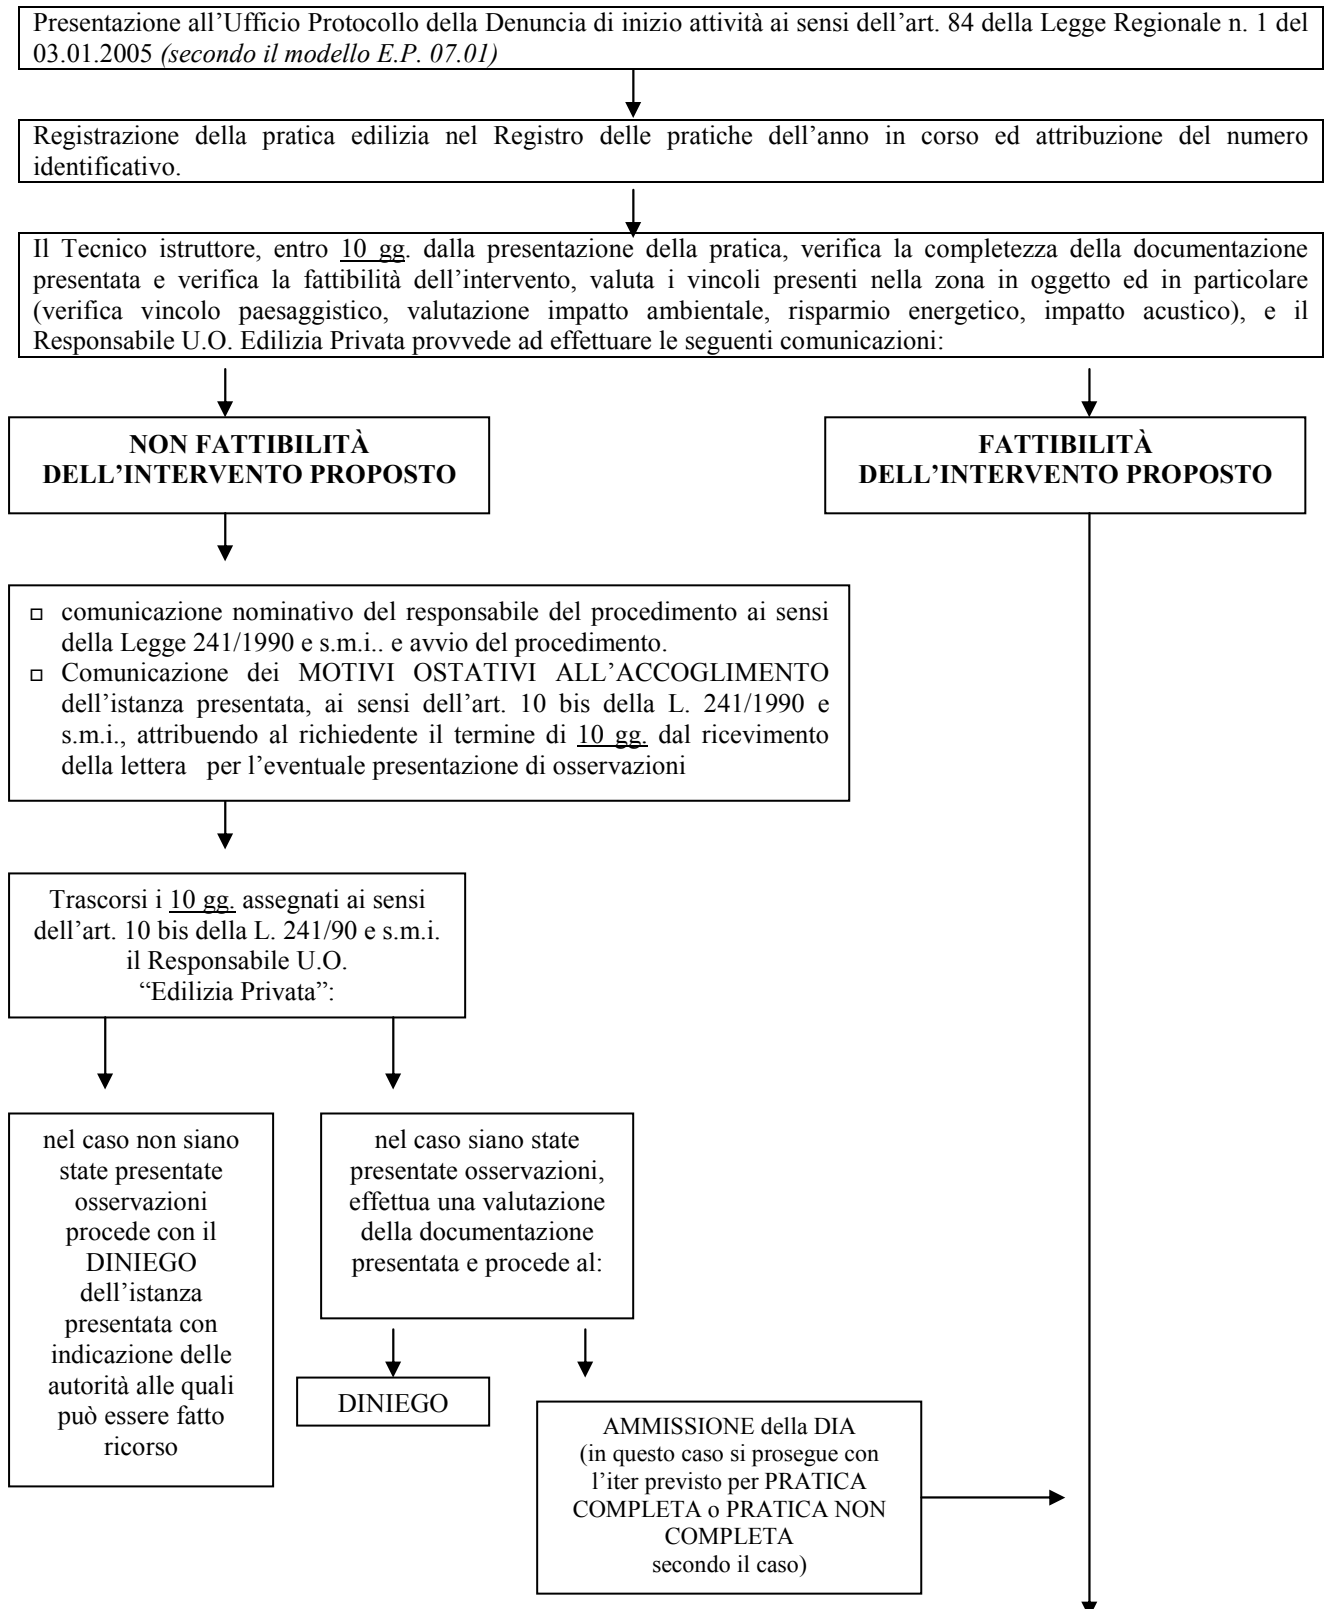 Presentazione all’Ufficio Protocollo della Denuncia di inizio attività ai sensi dell’art. 84 della Legge Regionale n. 1 del
03.01.2005 (secondo il modello E.P. 07.01)
Registrazione della pratica edilizia nel Registro delle pratiche dell’anno in corso ed attribuzione del numero
identificativo.
Il Tecnico istruttore, entro 10 gg. dalla presentazione della pratica, verifica la completezza della documentazione
presentata e verifica la fattibilità dell’intervento, valuta i vincoli presenti nella zona in oggetto ed in particolare
(verifica vincolo paesaggistico, valutazione impatto ambientale, risparmio energetico, impatto acustico), e il
Responsabile U.O. Edilizia Privata provvede ad effettuare le seguenti comunicazioni:
NON FATTIBILITÀ
DELL’INTERVENTO PROPOSTO
FATTIBILITÀ
DELL’INTERVENTO PROPOSTO
□ comunicazione nominativo del responsabile del procedimento ai sensi
della Legge 241/1990 e s.m.i.. e avvio del procedimento.
□ Comunicazione dei MOTIVI OSTATIVI ALL’ACCOGLIMENTO
dell’istanza presentata, ai sensi dell’art. 10 bis della L. 241/1990 e
s.m.i., attribuendo al richiedente il termine di 10 gg. dal ricevimento
della lettera per l’eventuale presentazione di osservazioni
Trascorsi i 10 gg. assegnati ai sensi
dell’art. 10 bis della L. 241/90 e s.m.i.
il Responsabile U.O.
“Edilizia Privata”:
nel caso non siano
state presentate
osservazioni
procede con il
DINIEGO
dell’istanza
presentata con
indicazione delle
autorità alle quali
può essere fatto
ricorso
nel caso siano state
presentate osservazioni,
effettua una valutazione
della documentazione
presentata e procede al:
DINIEGO
AMMISSIONE della DIA
(in questo caso si prosegue con
l’iter previsto per PRATICA
COMPLETA o PRATICA NON
COMPLETA
secondo il caso)